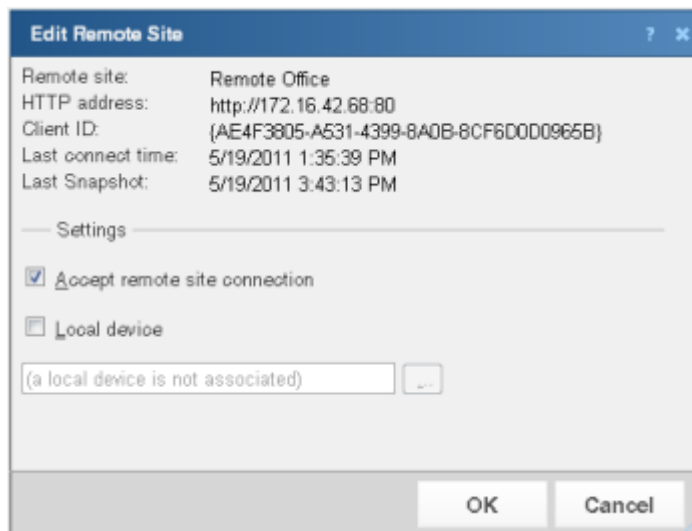 Edit Remote Site ? ×
Remote site: Remote Office
HTTP address: http://172.16.42.68:80
Client ID: {AE4F3805-A531-4399-8A0B-8CF6D0D0965B}
Last connect time: 5/19/2011 1:35:39 PM
Last Snapshot: 5/19/2011 3:43:13 PM
Settings
Accept remote site connection
Local device
(a local device is not associated) ...
OK Cancel